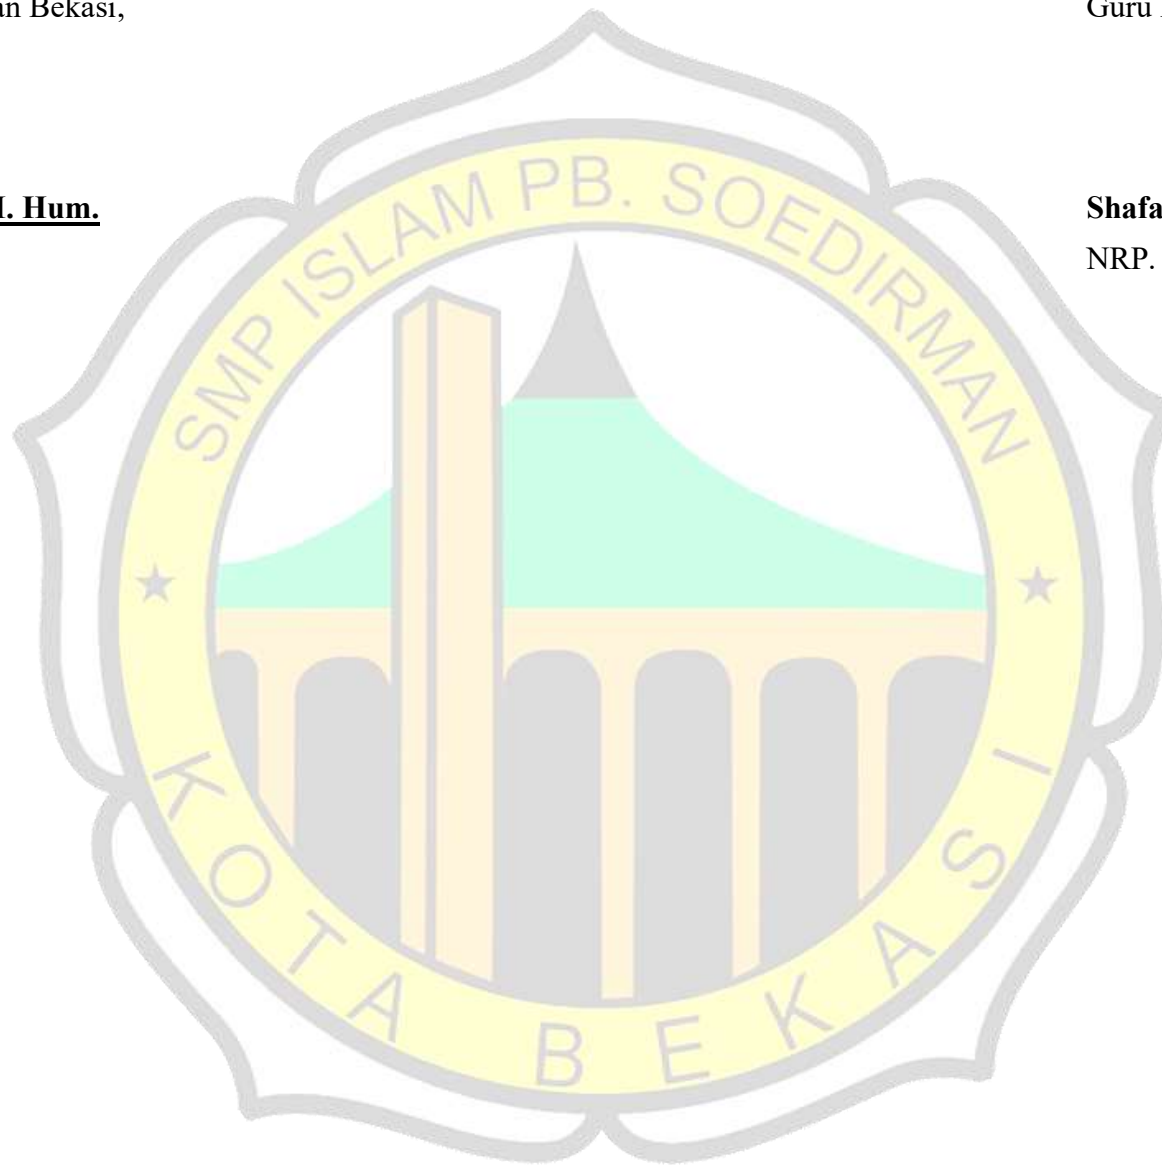 an Bekasi,
Guru
I. Hum.
Shafa
NRP.
SMP ISLAM PB. SOEDIRMAN
KOTA BEKASI